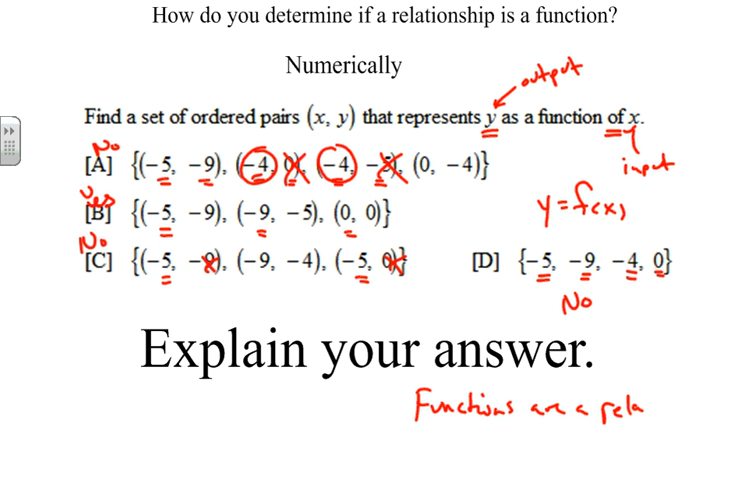 How do you determine if a relationship is a function?
Numerically
output
Find a set of ordered pairs (x, y) that represents y as a function of x.
input
No
[A] {(−5, −9), (−4, 0), (−4, −5), (0, −4)}
y = f(x)
Yes
[B] {(−5, −9), (−9, −5), (0, 0)}
No
[C] {(−5, −9), (−9, −4), (−5, 0)} [D] {−5, −9, −4, 0}
No
Explain your answer.
Functions are a rela